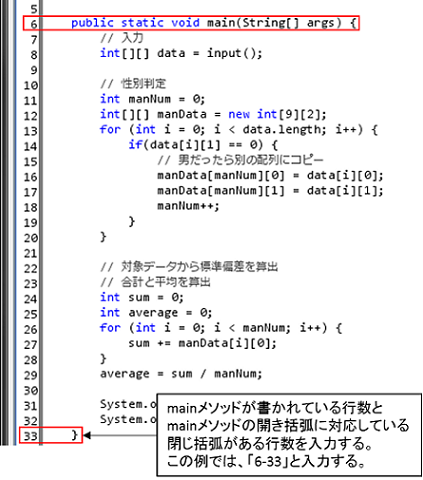 5
6 public static void main(String[] args) {
7 // 入力
8 int[][] data = input();
9
10 // 性別判定
11 int manNum = 0;
12 int[][] manData = new int[9][2];
13 for (int i = 0; i < data.length; i++) {
14 if(data[i][1] == 0) {
15 // 男だったら別の配列にコピー
16 manData[manNum][0] = data[i][0];
17 manData[manNum][1] = data[i][1];
18 manNum++;
19 }
20 }
21
22 // 対象データから標準偏差を算出
23 // 合計と平均を算出
24 int sum = 0;
25 int average = 0;
26 for (int i = 0; i < manNum; i++) {
27 sum += manData[i][0];
28 }
29 average = sum / manNum;
30
31 System.o
32 System.o
33 }
mainメソッドが書かれている行数と
mainメソッドの開き括弧に対応している
閉じ括弧がある行数を入力する。
この例では、「6-33」と入力する。